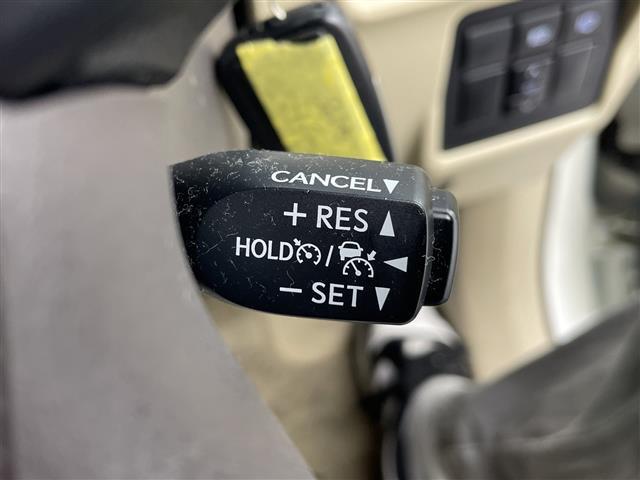 CANCEL▼
+ RES ▲
HOLD / ◀
− SET ▼